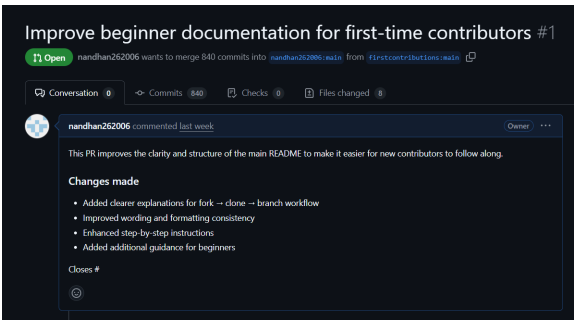 Improve beginner documentation for first-time contributors #1
Open nandhan262006 wants to merge 840 commits into nandhan262006:main from firstcontributions:main
Conversation 0 Commits 840 Checks 0 Files changed 8
nandhan262006 commented last week Owner ...
This PR improves the clarity and structure of the main README to make it easier for new contributors to follow along.
Changes made
• Added clearer explanations for fork → clone → branch workflow
• Improved wording and formatting consistency
• Enhanced step-by-step instructions
• Added additional guidance for beginners
Closes #